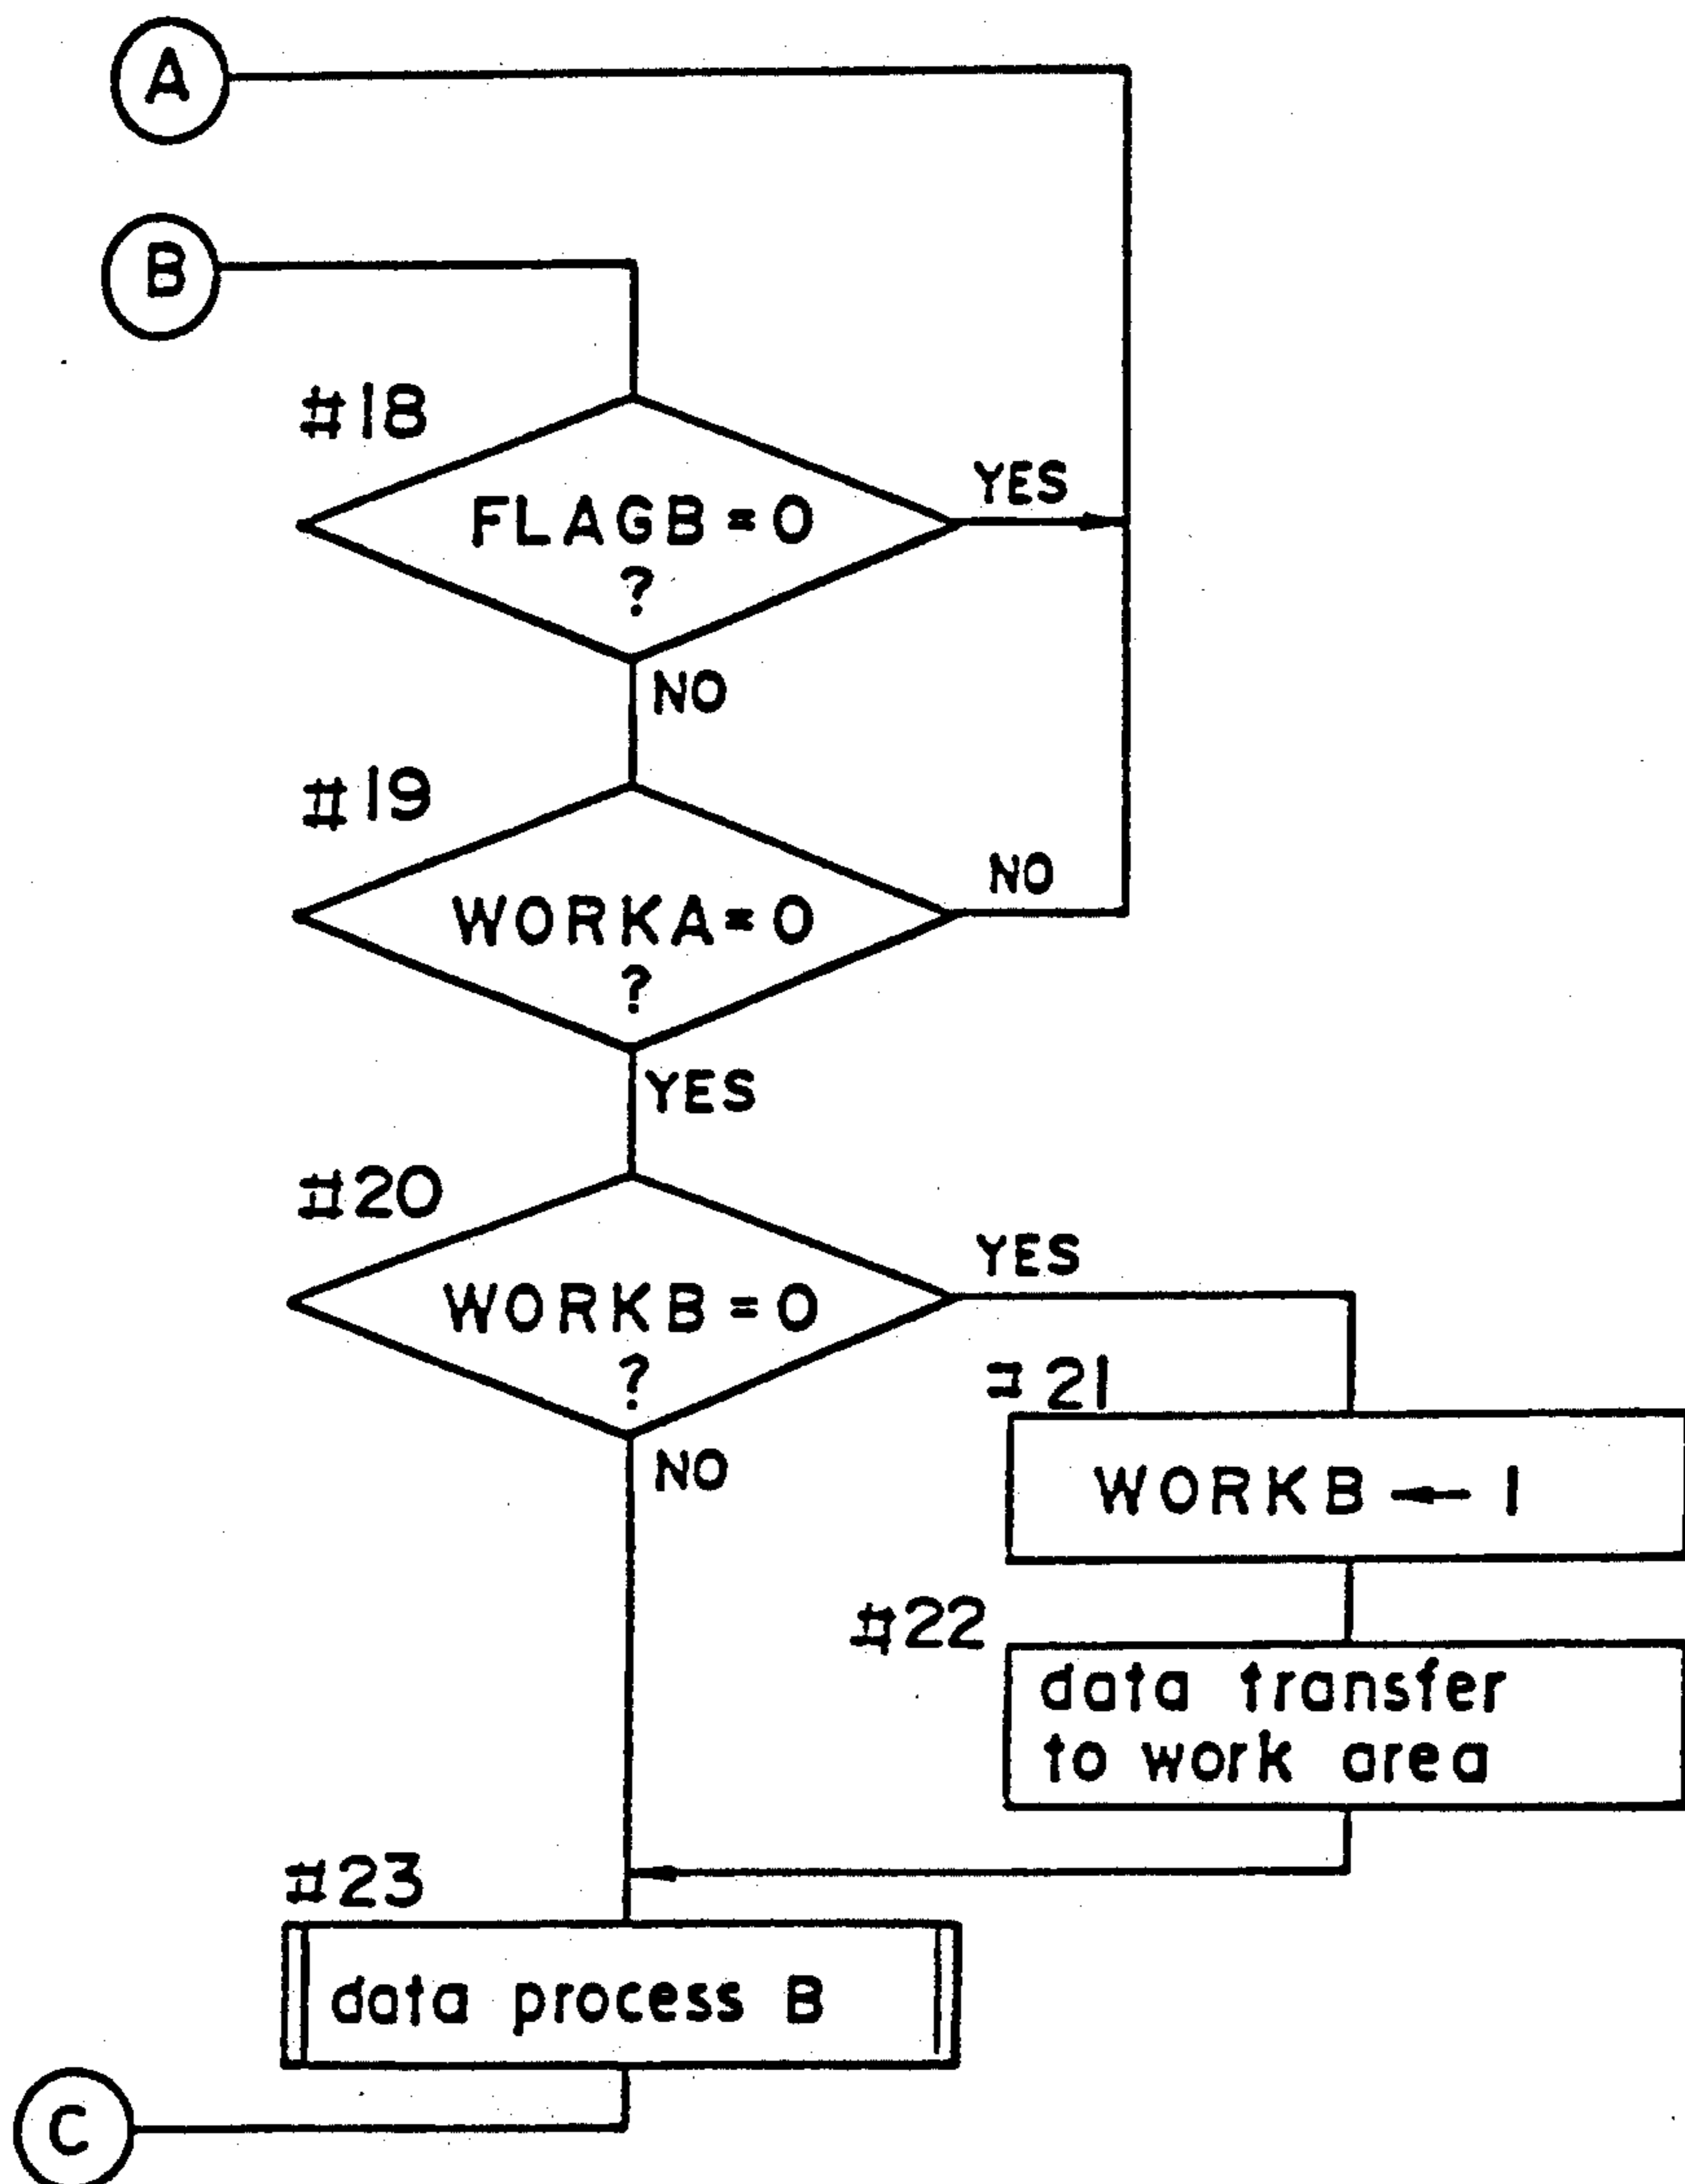 A
B
#18
YES
FLAGB=0
?
NO
#19
NO
WORKA=0
?
YES
#20
YES
WORKB=0
?
#21
NO
WORKB ← 1
#22
data transfer
to work area
#23
data process B
C